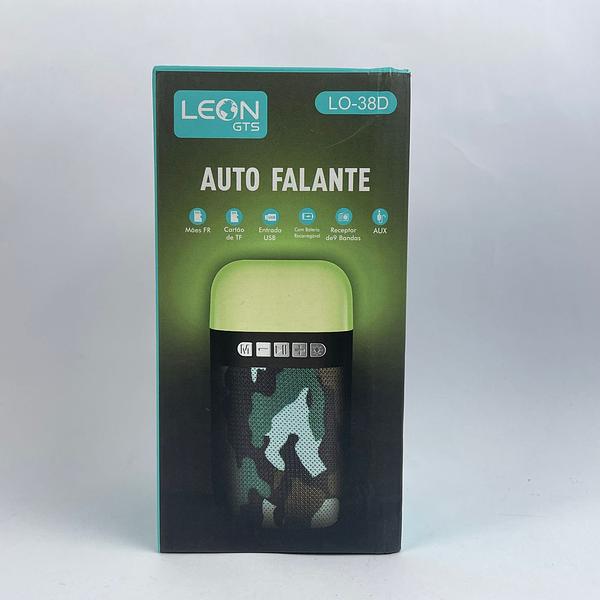 LEON
GTS
LO-38D
AUTO FALANTE
Mães FR
Cartão de TF
Entrada USB
Com Bateria Recarregável
Receptor de9 Bandas
AUX
M